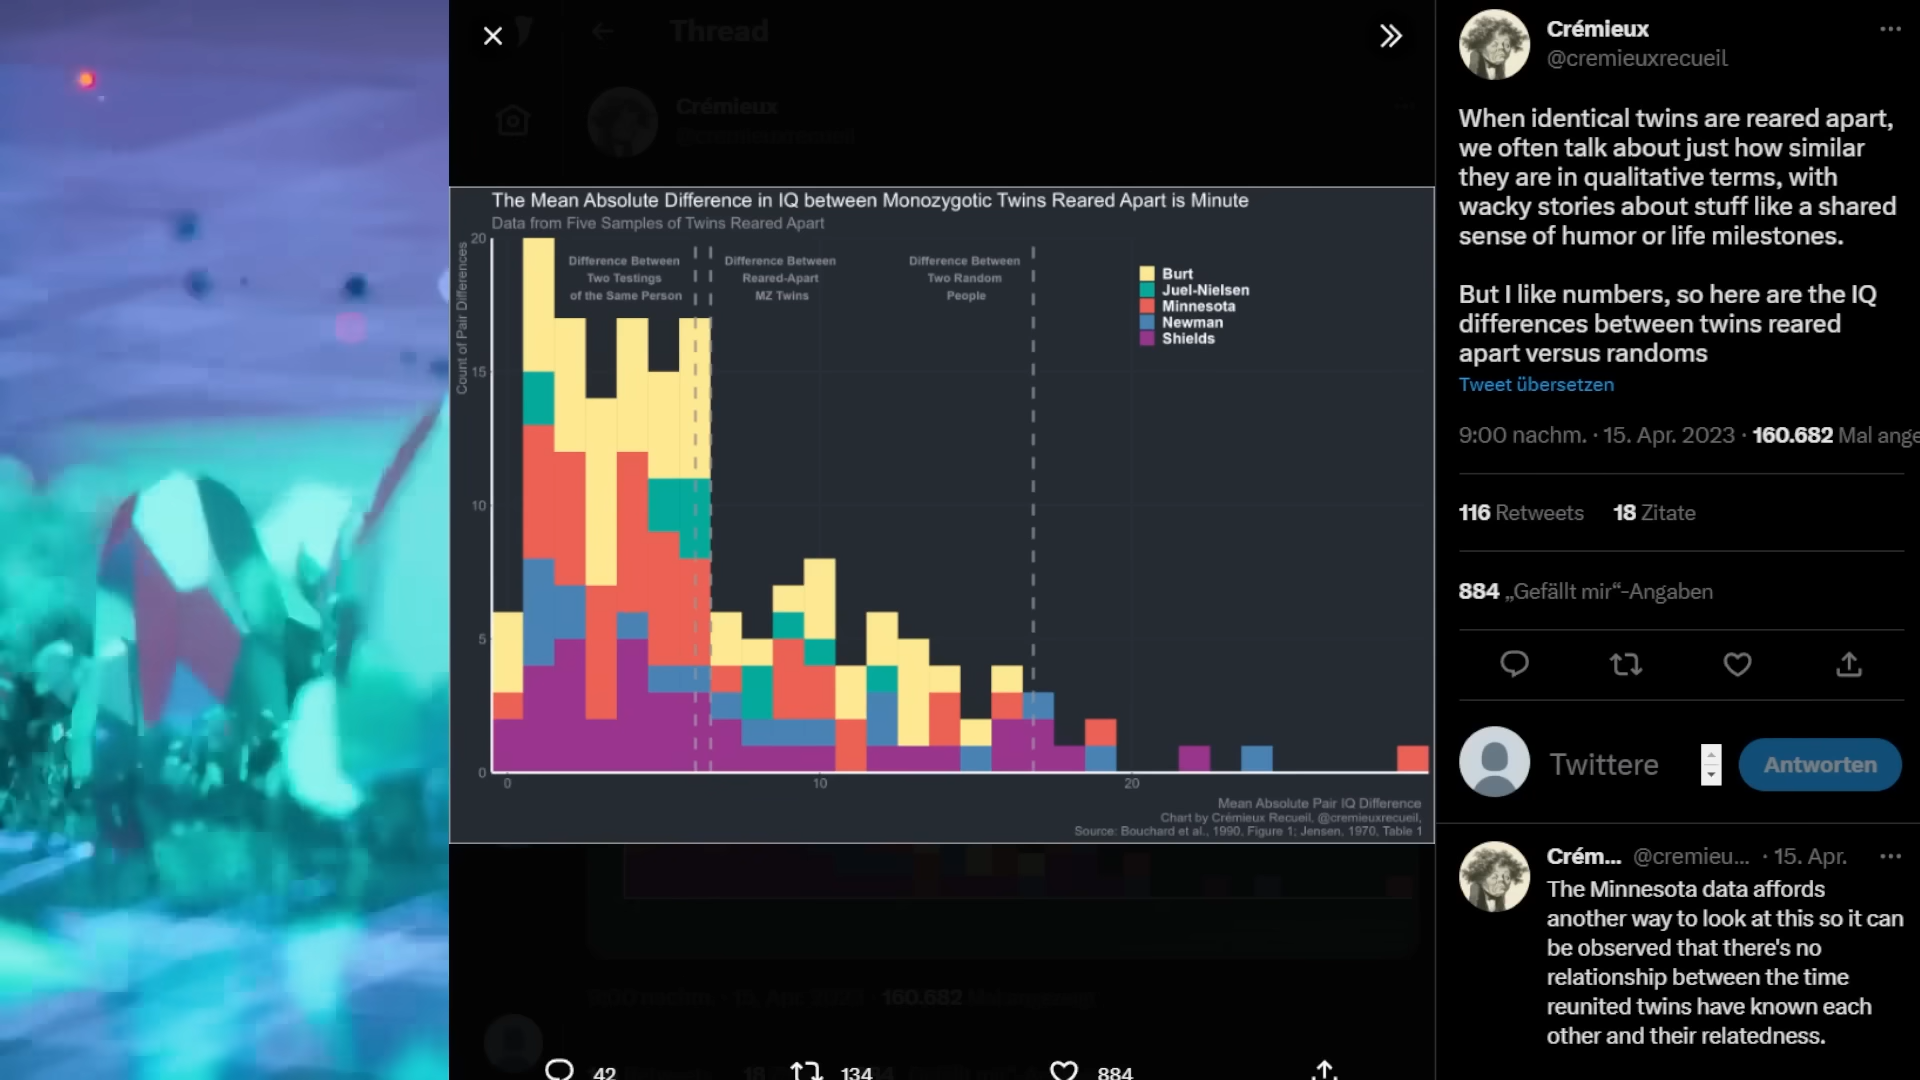 Thread
Crémieux
The Mean Absolute Difference in IQ between Monozygotic Twins Reared Apart is Minute
Data from Five Samples of Twins Reared Apart
Count of Pair Differences
20
15
10
5
0
Difference Between
Two Testings
of the Same Person
Difference Between
Reared-Apart
MZ Twins
Difference Between
Two Random
People
Burt
Juel-Nielsen
Minnesota
Newman
Shields
0
10
20
Mean Absolute Pair IQ Difference
Chart by Crémieux Recueil, @cremieuxrecueil,
Source: Bouchard et al., 1990, Figure 1; Jensen, 1970, Table 1
42
134
884
Crémieux
@cremieuxrecueil
When identical twins are reared apart,
we often talk about just how similar
they are in qualitative terms, with
wacky stories about stuff like a shared
sense of humor or life milestones.
But I like numbers, so here are the IQ
differences between twins reared
apart versus randoms
Tweet übersetzen
9:00 nachm. · 15. Apr. 2023 · 160.682 Mal ange
116 Retweets 18 Zitate
884 „Gefällt mir“-Angaben
Twittere
Antworten
Crém... @cremieu... · 15. Apr.
The Minnesota data affords
another way to look at this so it can
be observed that there's no
relationship between the time
reunited twins have known each
other and their relatedness.